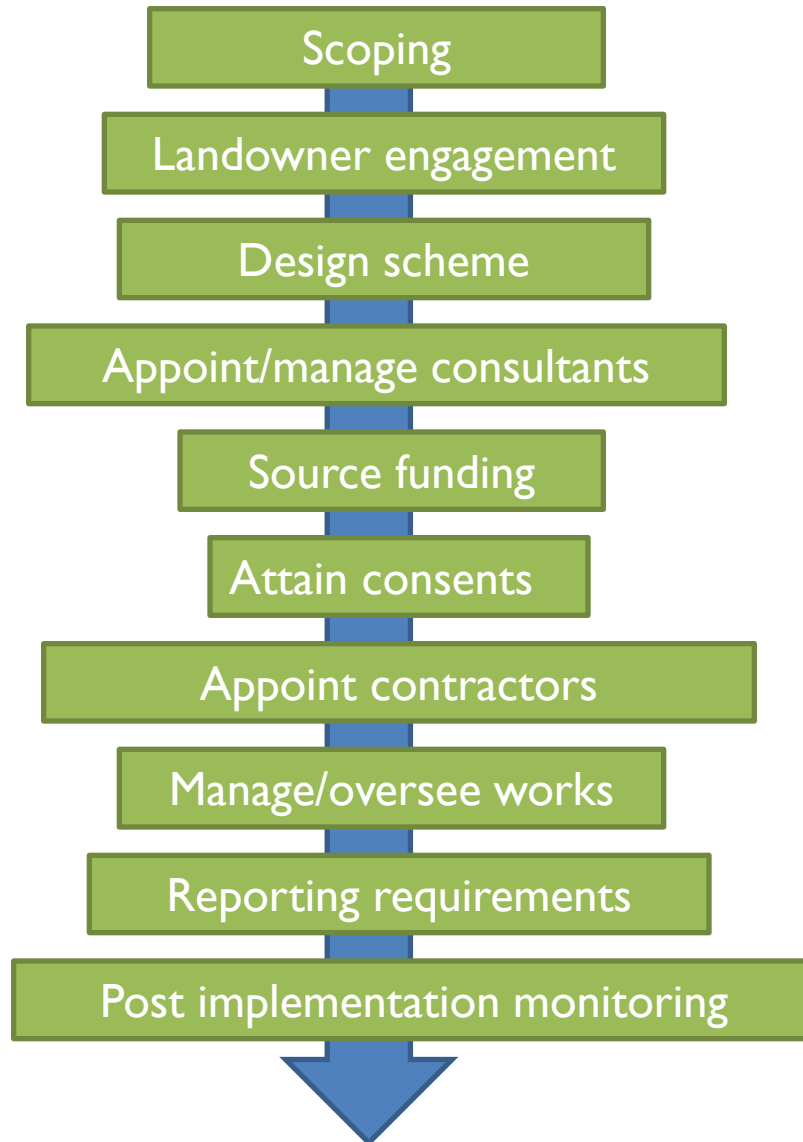 Scoping
Landowner engagement
Design scheme
Appoint/manage consultants
Source funding
Attain consents
Appoint contractors
Manage/oversee works
Reporting requirements
Post implementation monitoring